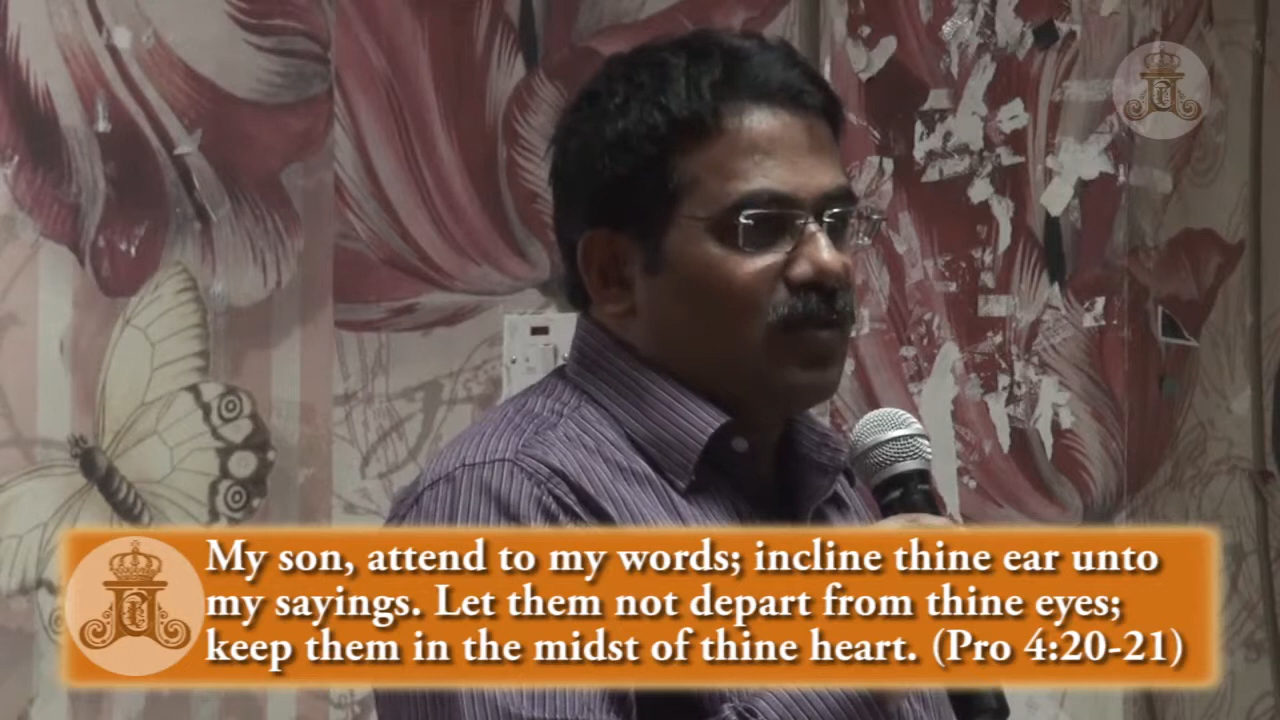 My son, attend to my words; incline thine ear unto
my sayings. Let them not depart from thine eyes;
keep them in the midst of thine heart. (Pro 4:20-21)